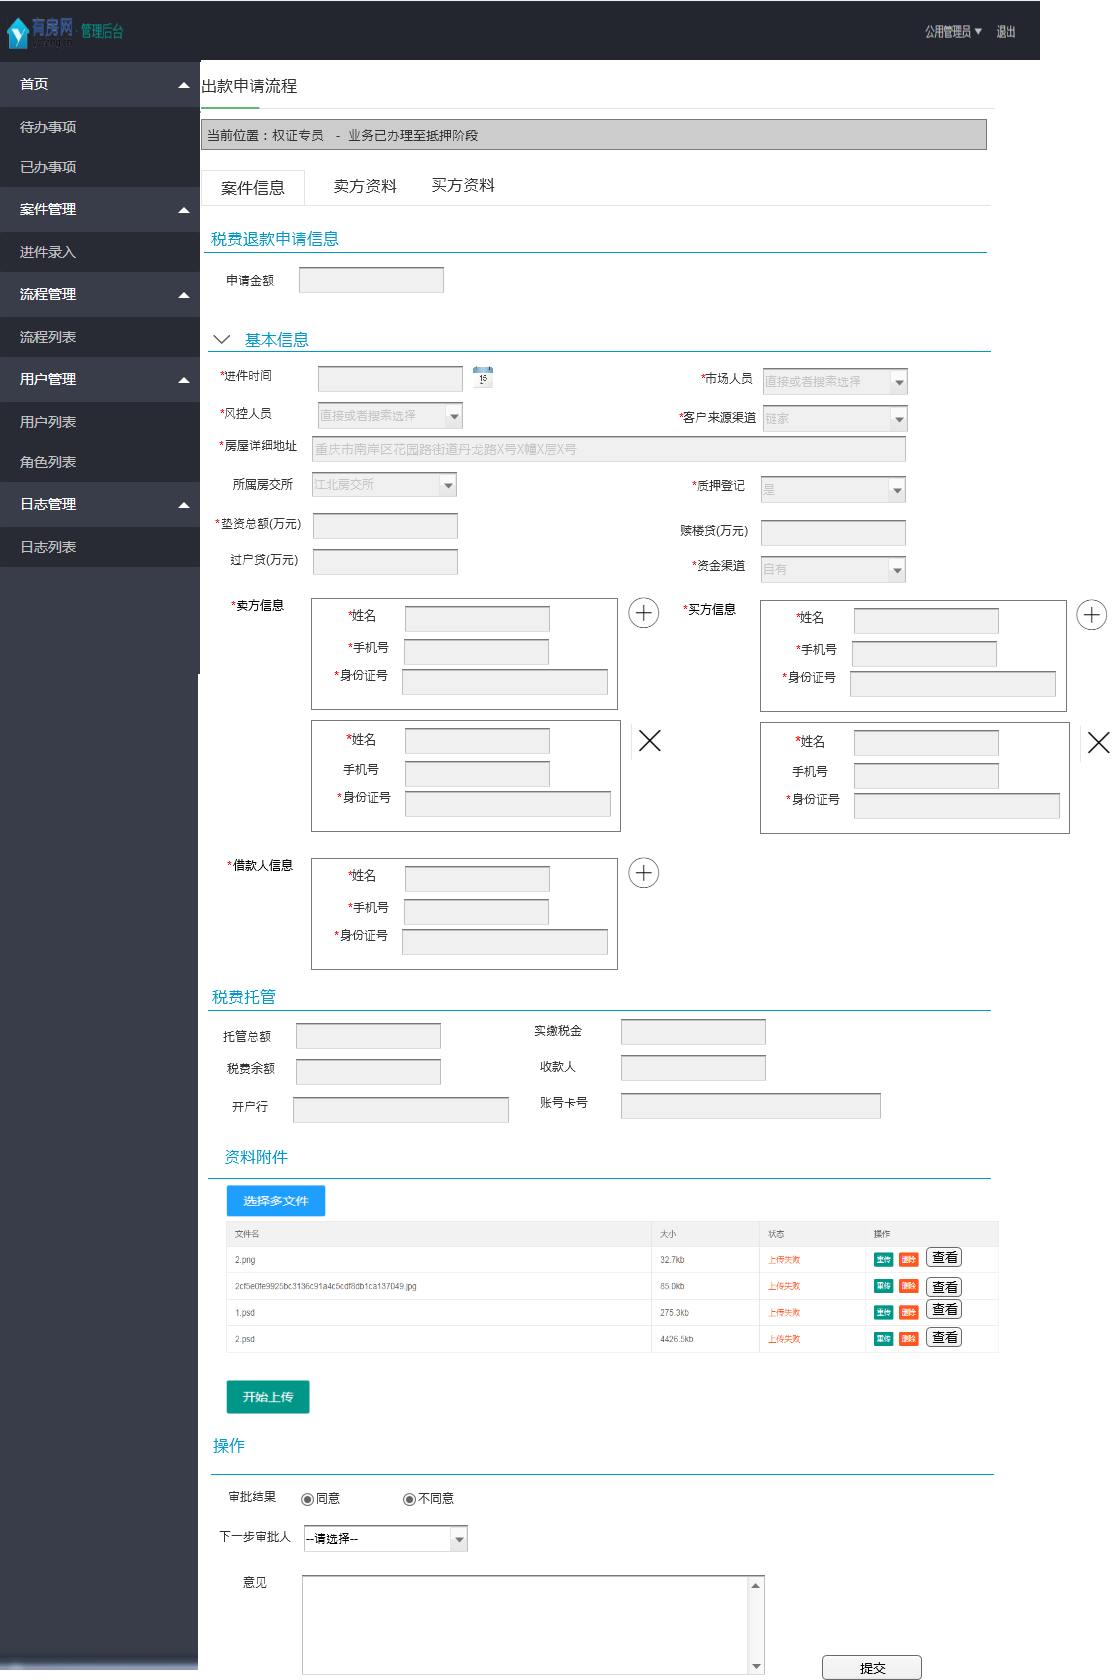 有房网·管理后台
公用管理员 退出
首页
待办事项
已办事项
案件管理
进件录入
流程管理
流程列表
用户管理
用户列表
角色列表
日志管理
日志列表
出款申请流程
当前位置：权证专员 - 业务已办理至抵押阶段
案件信息 卖方资料 买方资料
税费退款申请信息
申请金额
基本信息
*进件时间 15 *市场人员 直接或者搜索选择
*风控人员 直接或者搜索选择 *客户来源渠道 链家
*房屋详细地址 重庆市南岸区花园路街道丹龙路X号X幢X层X号
所属房交所 江北房交所 *质押登记 是
*垫资总额(万元) 赎楼贷(万元)
过户贷(万元) *资金渠道 自有
*卖方信息 *姓名 *买方信息 *姓名
*手机号 *手机号
*身份证号 *身份证号
*姓名 *姓名
手机号 手机号
*身份证号 *身份证号
*借款人信息 *姓名
*手机号
*身份证号
税费托管
托管总额 实缴税金
税费余额 收款人
开户行 账号卡号
资料附件
选择多文件
文件名 大小 状态 操作
2.png 32.7kb 上传失败 重传 删除 查看
2cf5e0fe9925bc3136c91a4c5cdf8db1ca137049.jpg 85.0kb 上传失败 重传 删除 查看
1.psd 275.3kb 上传失败 重传 删除 查看
2.psd 4426.5kb 上传失败 重传 删除 查看
开始上传
操作
审批结果 同意 不同意
下一步审批人 --请选择--
意见
提交